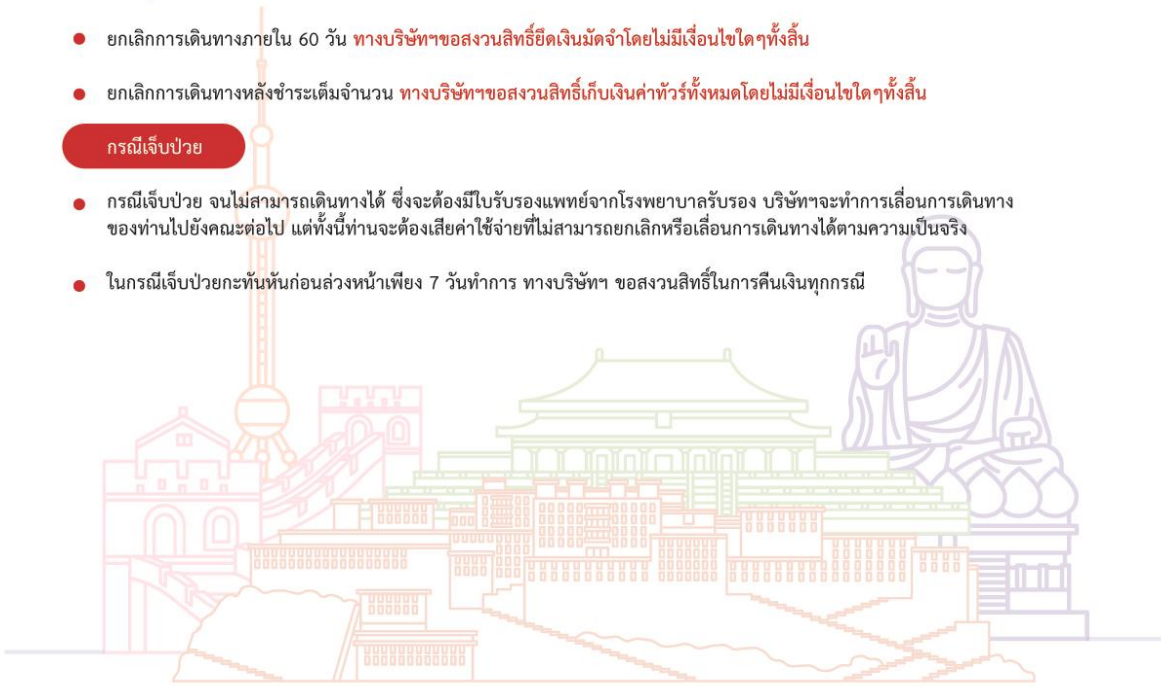 ยกเลิกการเดินทางภายใน 60 วัน ทางบริษัทฯขอสงวนสิทธิ์ยึดเงินมัดจำโดยไม่มีเงื่อนไขใดๆทั้งสิ้น
ยกเลิกการเดินทางหลังชำระเต็มจำนวน ทางบริษัทฯขอสงวนสิทธิ์เก็บเงินค่าทัวร์ทั้งหมดโดยไม่มีเงื่อนไขใดๆทั้งสิ้น
กรณีเจ็บป่วย
กรณีเจ็บป่วย จนไม่สามารถเดินทางได้ ซึ่งจะต้องมีใบรับรองแพทย์จากโรงพยาบาลรับรอง บริษัทฯจะทำการเลื่อนการเดินทาง
ของท่านไปยังคณะต่อไป แต่ทั้งนี้ท่านจะต้องเสียค่าใช้จ่ายที่ไม่สามารถยกเลิกหรือเลื่อนการเดินทางได้ตามความเป็นจริง
ในกรณีเจ็บป่วยกะทันหันก่อนล่วงหน้าเพียง 7 วันทำการ ทางบริษัทฯ ขอสงวนสิทธิ์ในการคืนเงินทุกกรณี